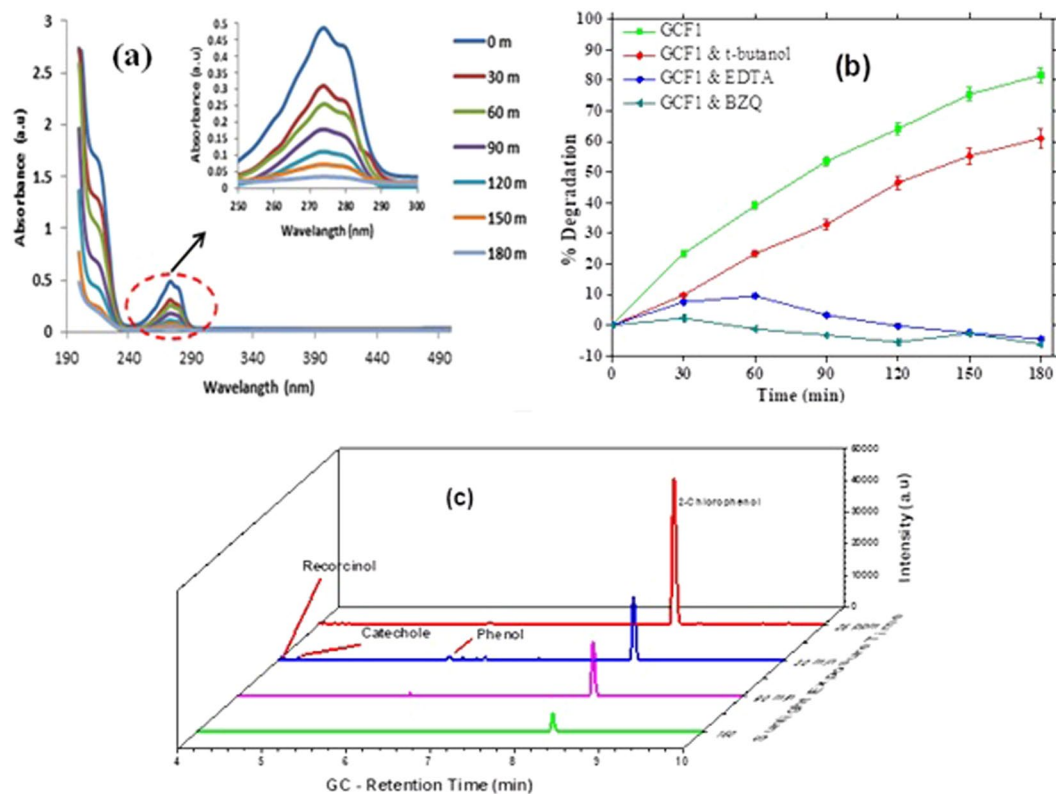 (a)
Absorbance (a.u)
3
2.5
2
1.5
1
0.5
0
190 240 290 340 390 440 490
Wavelangth (nm)
Absorbance (a.u)
0.5
0.45
0.4
0.35
0.3
0.25
0.2
0.15
0.1
0.05
0
250 260 270 280 290 300
Wavelangth (nm)
0 m
30 m
60 m
90 m
120 m
150 m
180 m
(b)
% Degradation
100
90
80
70
60
50
40
30
20
10
0
-10
0 30 60 90 120 150 180
Time (min)
GCF1
GCF1 & t-butanol
GCF1 & EDTA
GCF1 & BZQ
(c)
2-Chlorophenol
Recorcinol
Catechole
Phenol
60000
40000
30000
20000
10000
0
Intensity (a.u)
Time
4 5 6 7 8 9 10
GC - Retention Time (min)